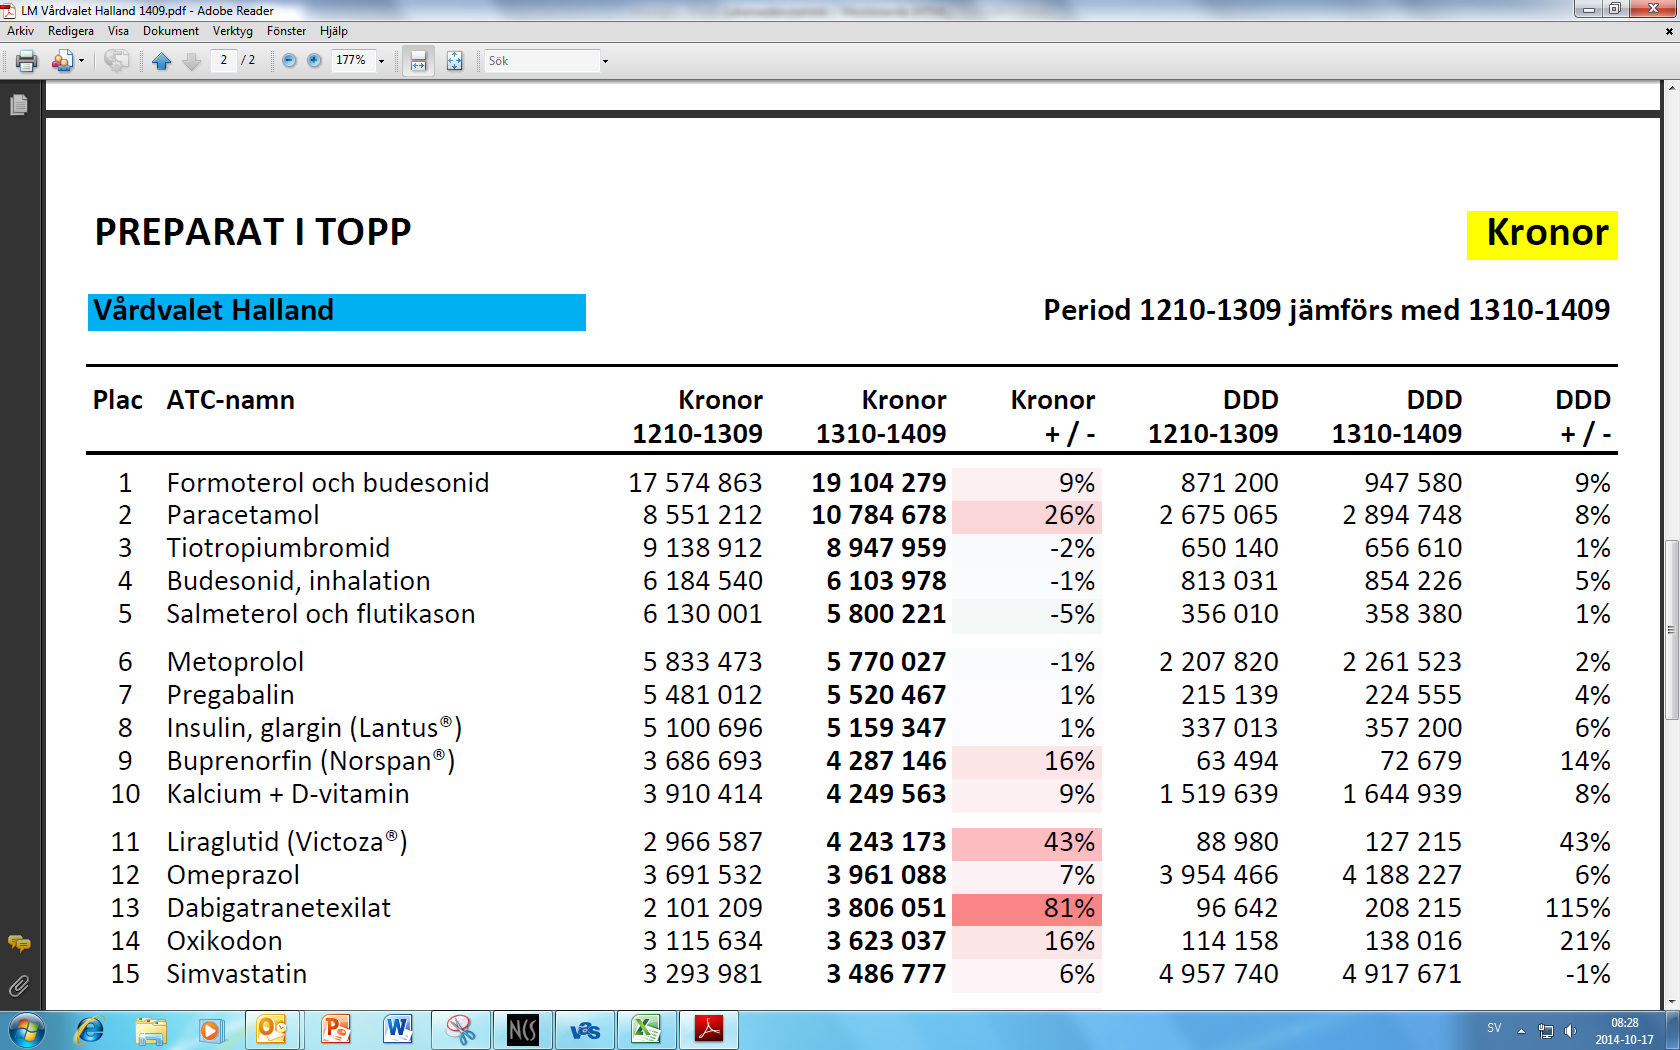 LM Vårdvalet Halland 1409.pdf - Adobe Reader
Arkiv Redigera Visa Dokument Verktyg Fönster Hjälp
2 / 2 177% Sök
PREPARAT I TOPP Kronor
Vårdvalet Halland Period 1210-1309 jämförs med 1310-1409
Plac ATC-namn Kronor Kronor Kronor DDD DDD DDD
1210-1309 1310-1409 + / - 1210-1309 1310-1409 + / -
1 Formoterol och budesonid 17 574 863 19 104 279 9% 871 200 947 580 9%
2 Paracetamol 8 551 212 10 784 678 26% 2 675 065 2 894 748 8%
3 Tiotropiumbromid 9 138 912 8 947 959 -2% 650 140 656 610 1%
4 Budesonid, inhalation 6 184 540 6 103 978 -1% 813 031 854 226 5%
5 Salmeterol och flutikason 6 130 001 5 800 221 -5% 356 010 358 380 1%
6 Metoprolol 5 833 473 5 770 027 -1% 2 207 820 2 261 523 2%
7 Pregabalin 5 481 012 5 520 467 1% 215 139 224 555 4%
8 Insulin, glargin (Lantus®) 5 100 696 5 159 347 1% 337 013 357 200 6%
9 Buprenorfin (Norspan®) 3 686 693 4 287 146 16% 63 494 72 679 14%
10 Kalcium + D-vitamin 3 910 414 4 249 563 9% 1 519 639 1 644 939 8%
11 Liraglutid (Victoza®) 2 966 587 4 243 173 43% 88 980 127 215 43%
12 Omeprazol 3 691 532 3 961 088 7% 3 954 466 4 188 227 6%
13 Dabigatranetexilat 2 101 209 3 806 051 81% 96 642 208 215 115%
14 Oxikodon 3 115 634 3 623 037 16% 114 158 138 016 21%
15 Simvastatin 3 293 981 3 486 777 6% 4 957 740 4 917 671 -1%
NCS vas
SV 08:28
2014-10-17